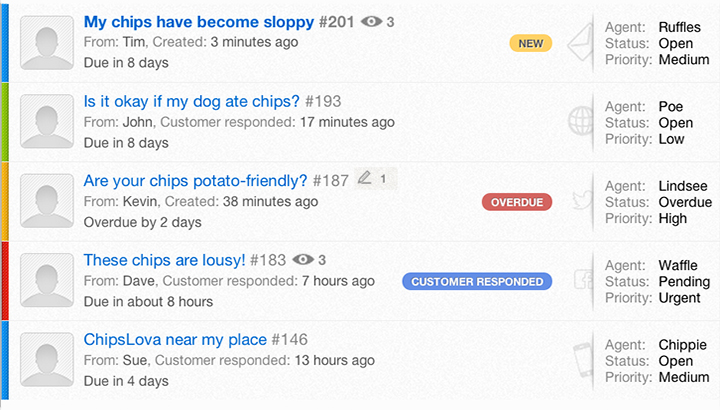 My chips have become sloppy #201 3
From: Tim, Created: 3 minutes ago
Due in 8 days
NEW
Agent: Ruffles
Status: Open
Priority: Medium
Is it okay if my dog ate chips? #193
From: John, Customer responded: 17 minutes ago
Due in 8 days
Agent: Poe
Status: Open
Priority: Low
Are your chips potato-friendly? #187 1
From: Kevin, Created: 38 minutes ago
Overdue by 2 days
OVERDUE
Agent: Lindsee
Status: Overdue
Priority: High
These chips are lousy! #183 3
From: Dave, Customer responded: 7 hours ago
Due in about 8 hours
CUSTOMER RESPONDED
Agent: Waffle
Status: Pending
Priority: Urgent
ChipsLova near my place #146
From: Sue, Customer responded: 13 hours ago
Due in 4 days
Agent: Chippie
Status: Open
Priority: Medium